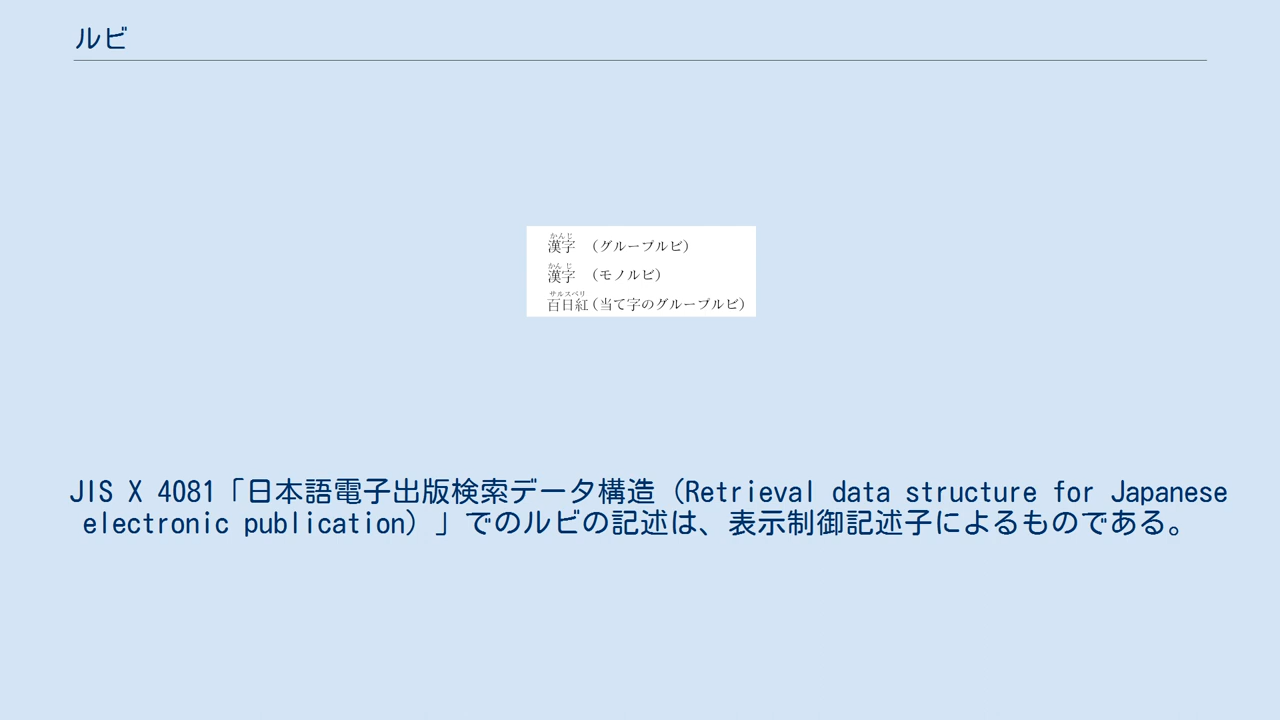 ルビ
かんじ
漢字 （グループルビ）
かん じ
漢字 （モノルビ）
サルスベリ
百日紅（当て字のグループルビ）
JIS X 4081「日本語電子出版検索データ構造（Retrieval data structure for Japanese
electronic publication）」でのルビの記述は、表示制御記述子によるものである。